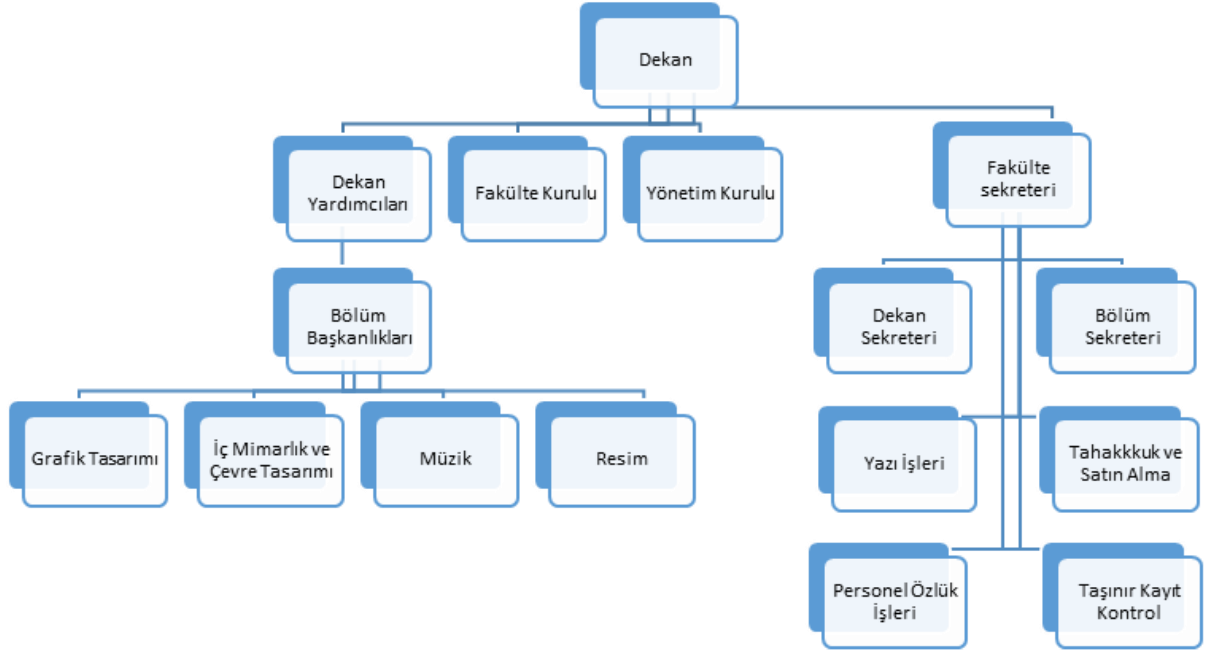 Dekan
Dekan
Yardımcıları
Fakülte Kurulu
Yönetim Kurulu
Fakülte
sekreteri
Bölüm
Başkanlıkları
Dekan
Sekreteri
Bölüm
Sekreteri
Grafik Tasarımı
İç Mimarlık ve
Çevre Tasarımı
Müzik
Resim
Yazı İşleri
Tahakkkuk ve
Satın Alma
Personel Özlük
İşleri
Taşınır Kayıt
Kontrol